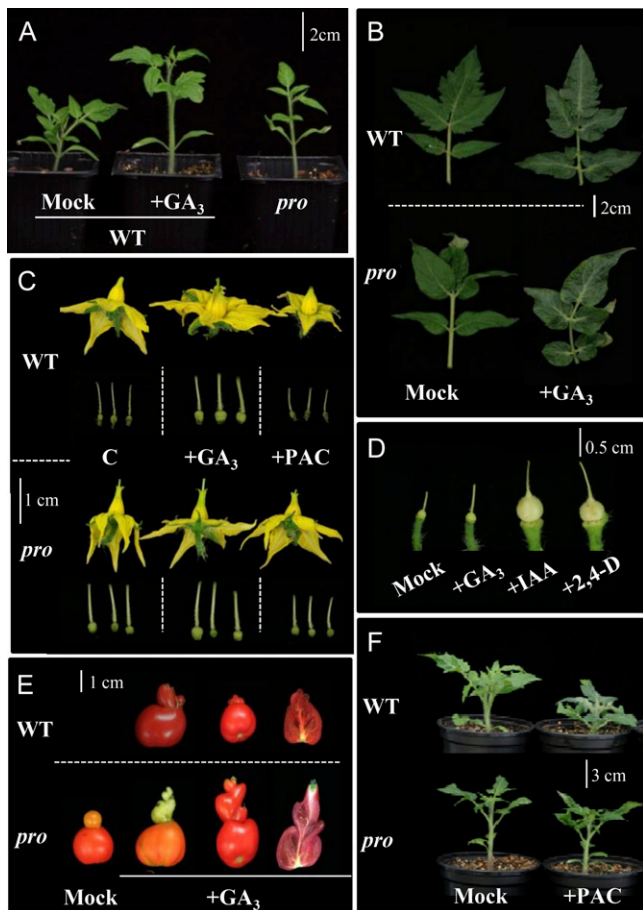 A
2cm
Mock
+GA₃
pro
WT
B
WT
2cm
pro
Mock
+GA₃
C
WT
C
+GA₃
+PAC
1 cm
pro
D
0.5 cm
Mock
+GA₃
+IAA
+2,4-D
E
1 cm
WT
pro
Mock
+GA₃
F
WT
3 cm
pro
Mock
+PAC